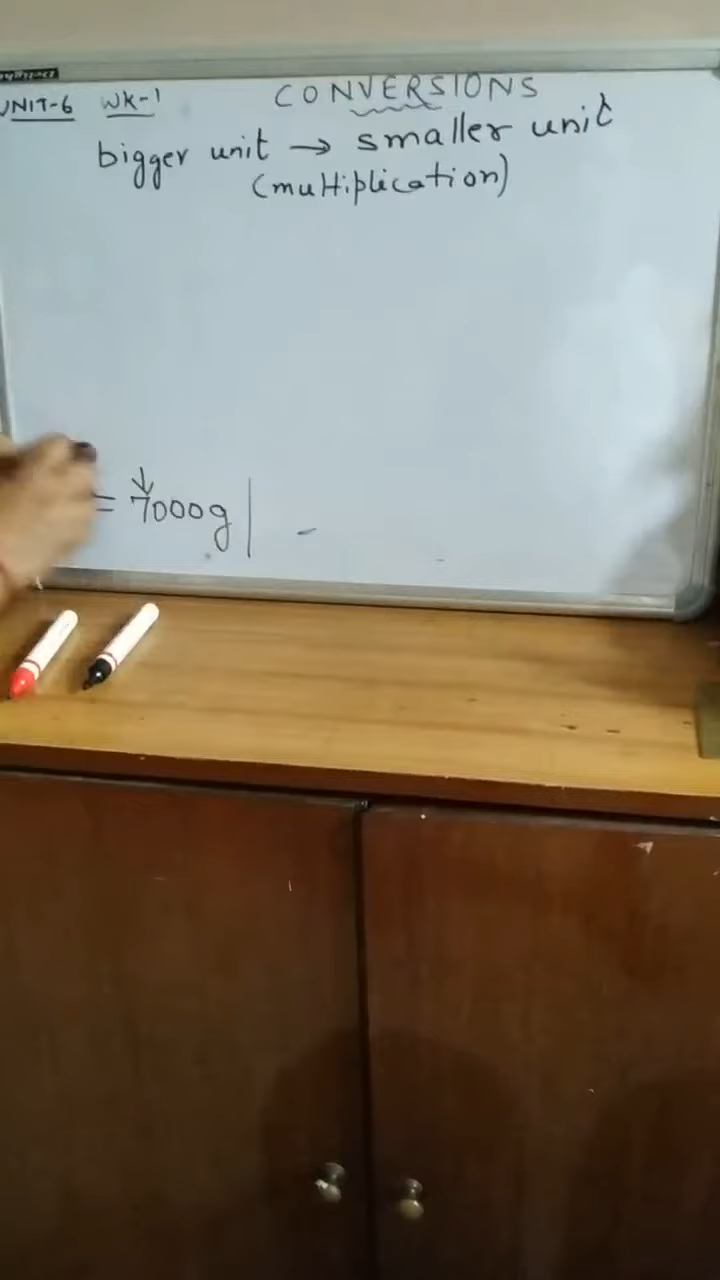 UNIT-6 WK-1 CONVERSIONS
bigger unit → smaller unit
(multiplication)
= 7000g